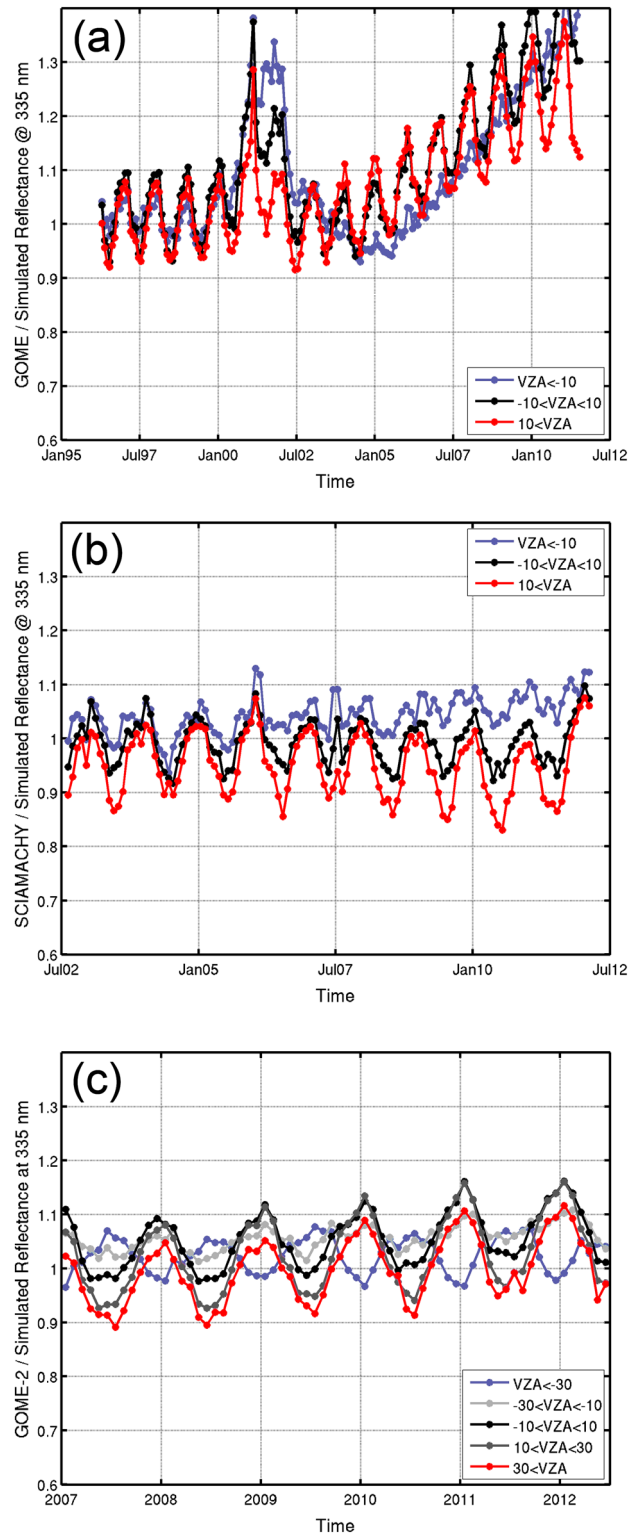 (a)
GOME / Simulated Reflectance @ 335 nm
1.3
1.2
1.1
1
0.9
0.8
0.7
0.6
VZA<-10
-10<VZA<10
10<VZA
Jan95
Jul97
Jan00
Jul02
Jan05
Jul07
Jan10
Jul12
Time
(b)
SCIAMACHY / Simulated Reflectance @ 335 nm
1.3
1.2
1.1
1
0.9
0.8
0.7
0.6
VZA<-10
-10<VZA<10
10<VZA
Jul02
Jan05
Jul07
Jan10
Jul12
Time
(c)
GOME-2 / Simulated Reflectance at 335 nm
1.3
1.2
1.1
1
0.9
0.8
0.7
0.6
VZA<-30
-30<VZA<-10
-10<VZA<10
10<VZA<30
30<VZA
2007
2008
2009
2010
2011
2012
Time